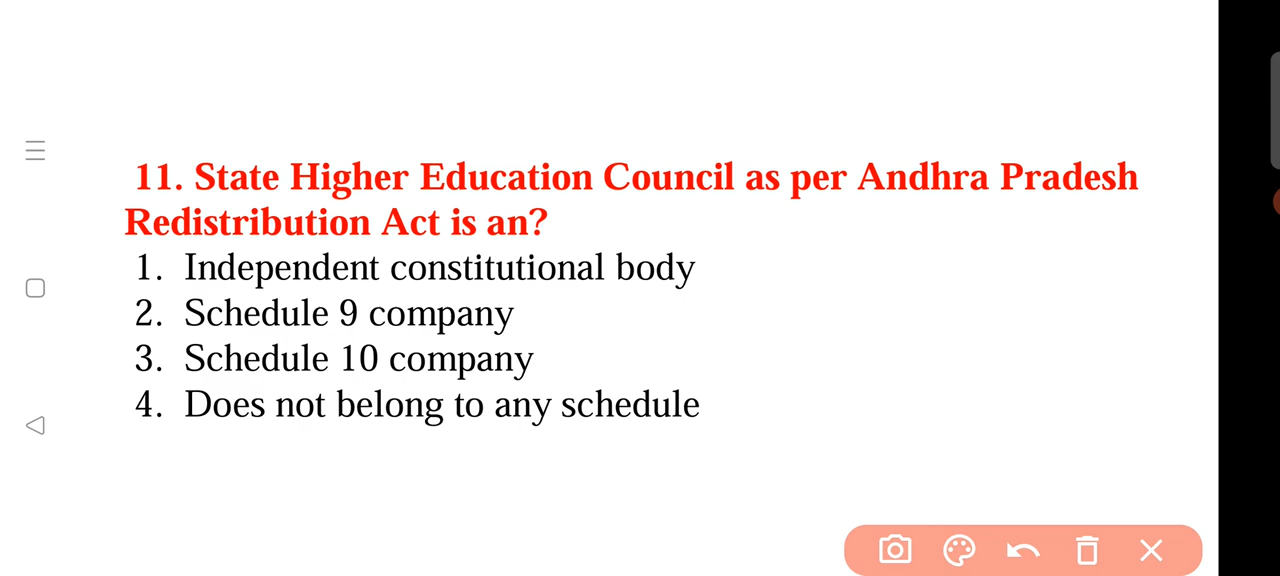 11. State Higher Education Council as per Andhra Pradesh
Redistribution Act is an?
1. Independent constitutional body
2. Schedule 9 company
3. Schedule 10 company
4. Does not belong to any schedule